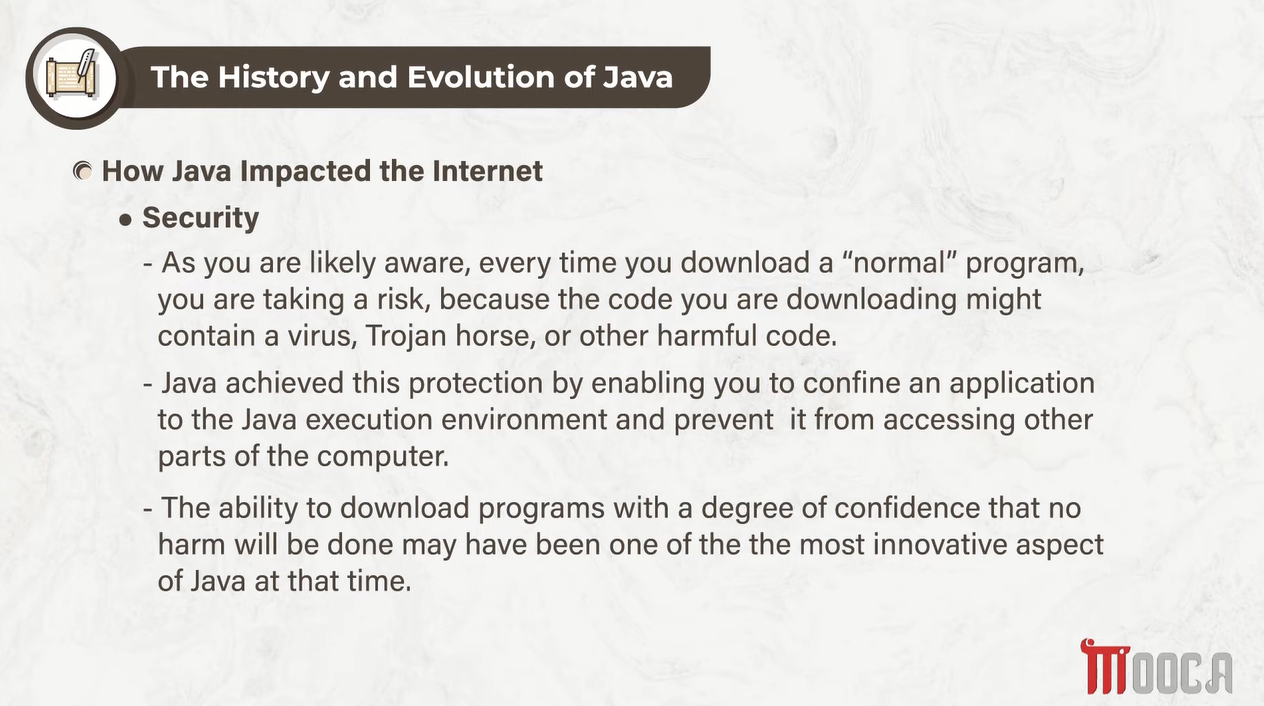 The History and Evolution of Java
How Java Impacted the Internet
• Security
- As you are likely aware, every time you download a “normal” program,
you are taking a risk, because the code you are downloading might
contain a virus, Trojan horse, or other harmful code.
- Java achieved this protection by enabling you to confine an application
to the Java execution environment and prevent  it from accessing other
parts of the computer.
- The ability to download programs with a degree of confidence that no
harm will be done may have been one of the the most innovative aspect
of Java at that time.
MOOCA